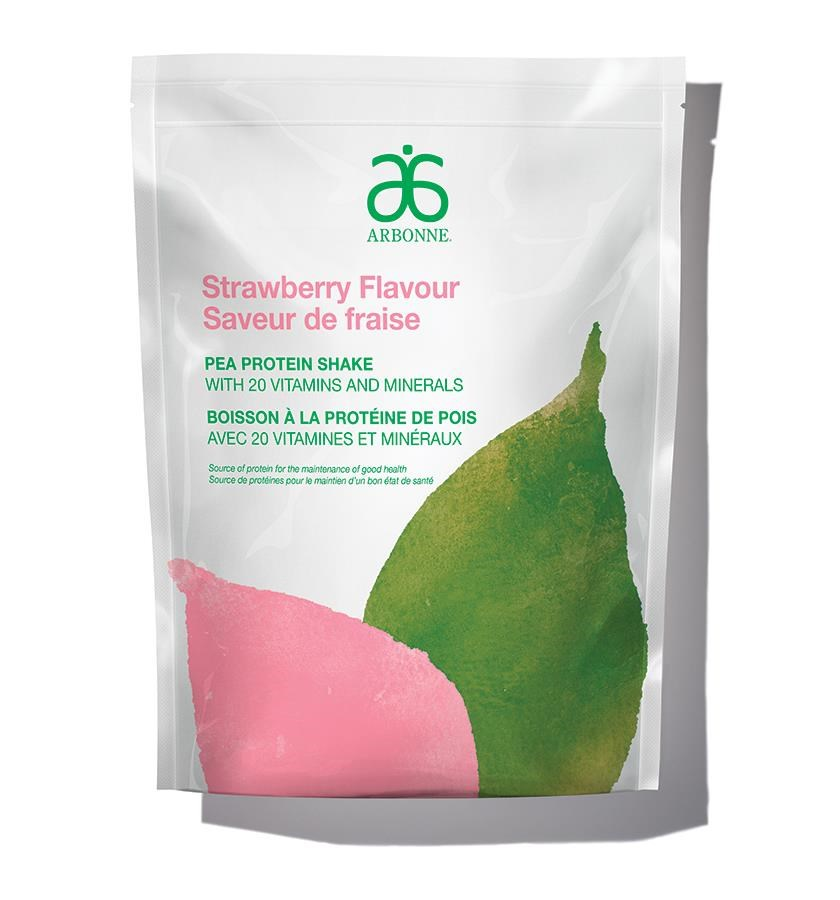 ARBONNE.
Strawberry Flavour
Saveur de fraise
PEA PROTEIN SHAKE
WITH 20 VITAMINS AND MINERALS
BOISSON À LA PROTÉINE DE POIS
AVEC 20 VITAMINES ET MINÉRAUX
Source of protein for the maintenance of good health
Source de protéines pour le maintien d'un bon état de santé